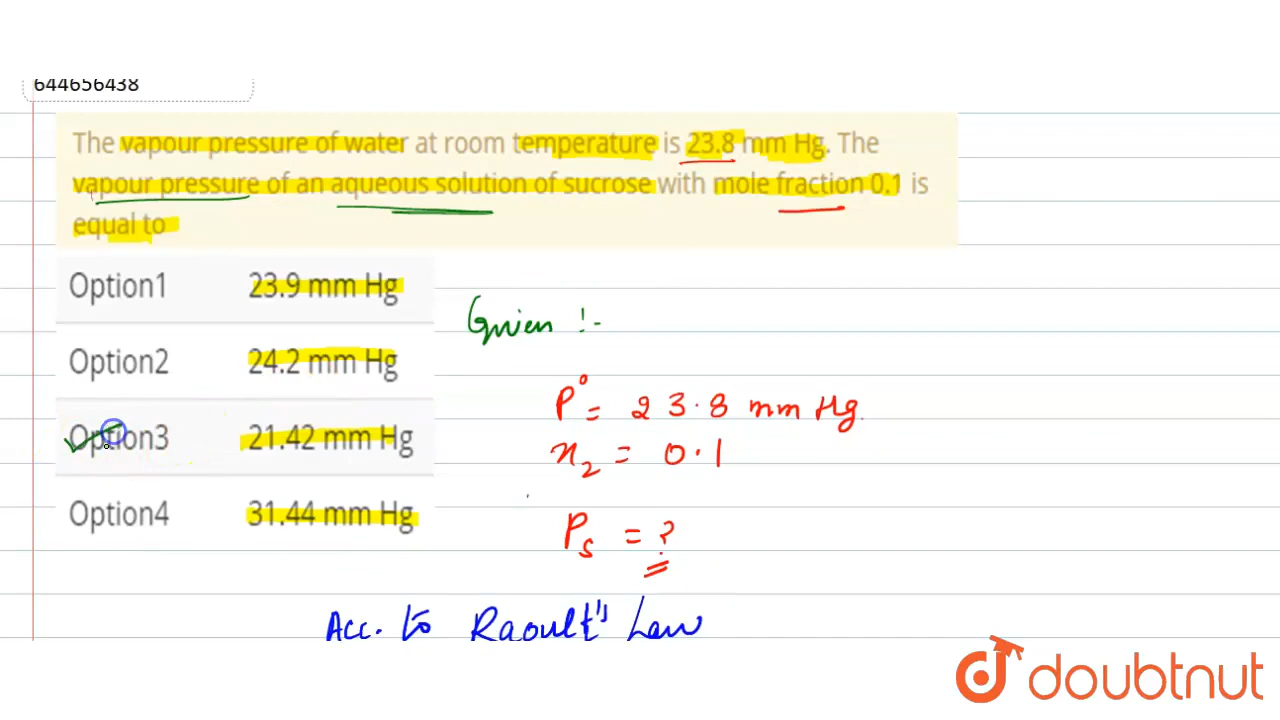 644656438
The vapour pressure of water at room temperature is 23.8 mm Hg. The
vapour pressure of an aqueous solution of sucrose with mole fraction 0.1 is
equal to
Option1 23.9 mm Hg
Option2 24.2 mm Hg
Option3 21.42 mm Hg
Option4 31.44 mm Hg
Given :-
P° = 23.8 mm Hg.
x2 = 0.1
Ps = ?
Acc. to Raoult's Law
doubtnut